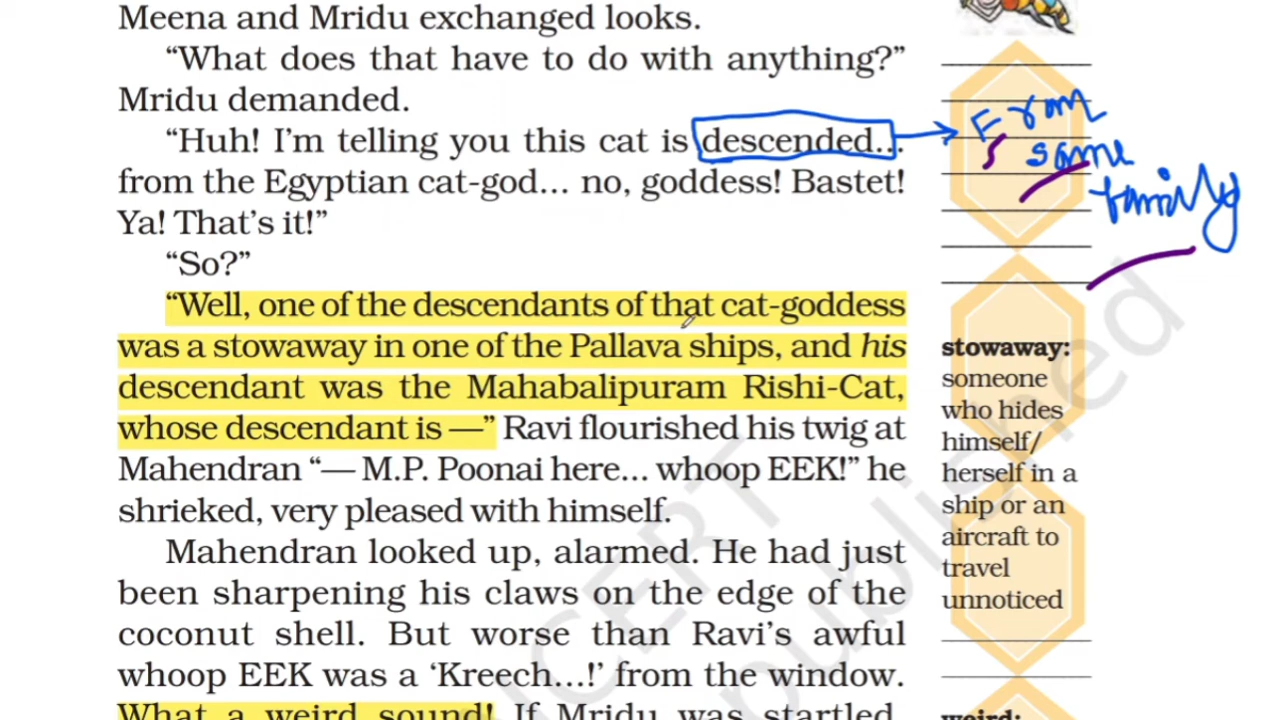 Meena and Mridu exchanged looks.
“What does that have to do with anything?”
Mridu demanded.
“Huh! I'm telling you this cat is descended...
from the Egyptian cat-god... no, goddess! Bastet!
Ya! That's it!”
“So?”
“Well, one of the descendants of that cat-goddess
was a stowaway in one of the Pallava ships, and his
descendant was the Mahabalipuram Rishi-Cat,
whose descendant is —” Ravi flourished his twig at
Mahendran “— M.P. Poonai here... whoop EEK!” he
shrieked, very pleased with himself.
Mahendran looked up, alarmed. He had just
been sharpening his claws on the edge of the
coconut shell. But worse than Ravi's awful
whoop EEK was a ‘Kreech...!’ from the window.
What a weird sound! If Mridu was startled,
From
same
family
stowaway:
someone
who hides
himself/
herself in a
ship or an
aircraft to
travel
unnoticed
weird:
NCERT
published